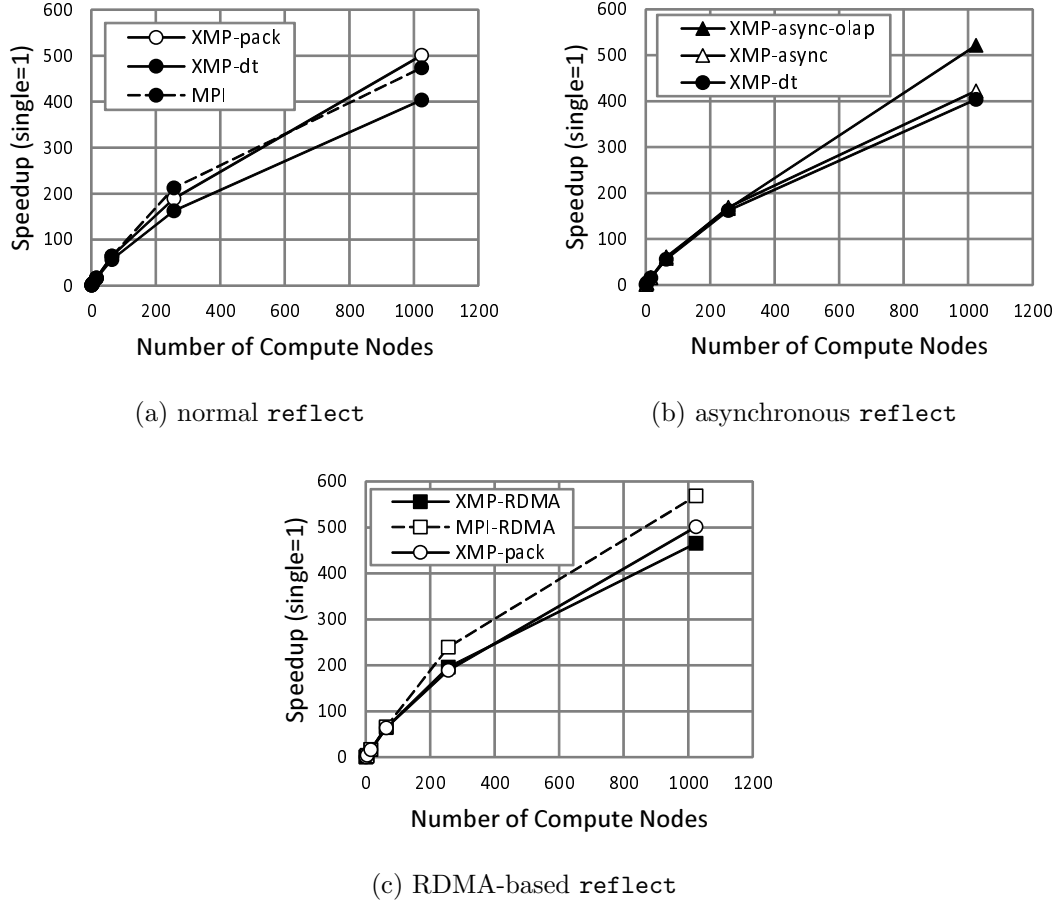 600
500
400
300
200
100
0
Speedup (single=1)
XMP-pack
XMP-dt
MPI
0 200 400 600 800 1000 1200
Number of Compute Nodes
(a) normal reflect
600
500
400
300
200
100
0
Speedup (single=1)
XMP-async-olap
XMP-async
XMP-dt
0 200 400 600 800 1000 1200
Number of Compute Nodes
(b) asynchronous reflect
600
500
400
300
200
100
0
Speedup (single=1)
XMP-RDMA
MPI-RDMA
XMP-pack
0 200 400 600 800 1000 1200
Number of Compute Nodes
(c) RDMA-based reflect